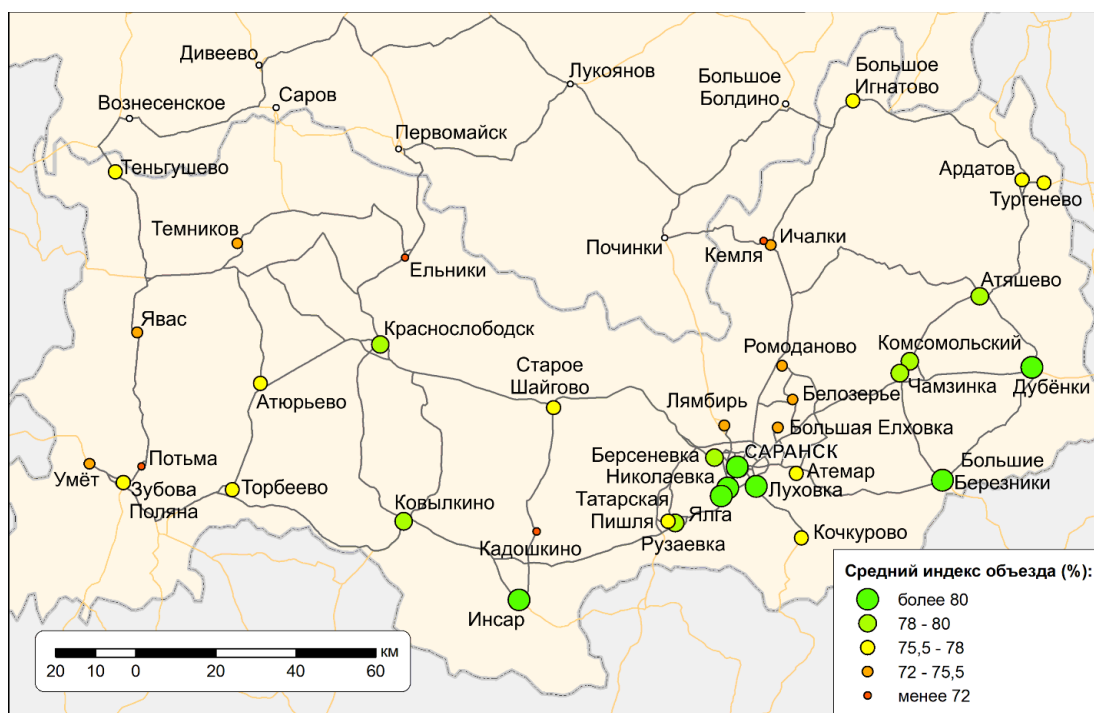 Дивеево
Лукоянов
Большое
Болдино
Большое
Игнатово
Вознесенское
Саров
Первомайск
Теньгушево
Ардатов
Тургенево
Темников
Починки
Ичалки
Кемля
Ельники
Атяшево
Явас
Краснослободск
Комсомольский
Ромоданово
Старое
Шайгово
Чамзинка
Дубёнки
Атюрьево
Белозерье
Лямбирь
Большая Елховка
Потьма
Умёт
Зубова
Поляна
Торбеево
Ковылкино
Берсеневка
САРАНСК
Николаевка
Атемар
Большие
Березники
Татарская
Пишля
Ялга
Луховка
Рузаевка
Кочкурово
Кадошкино
Инсар
Средний индекс объезда (%):
более 80
78 - 80
75,5 - 78
72 - 75,5
менее 72
20 10 0 20 40 60 км